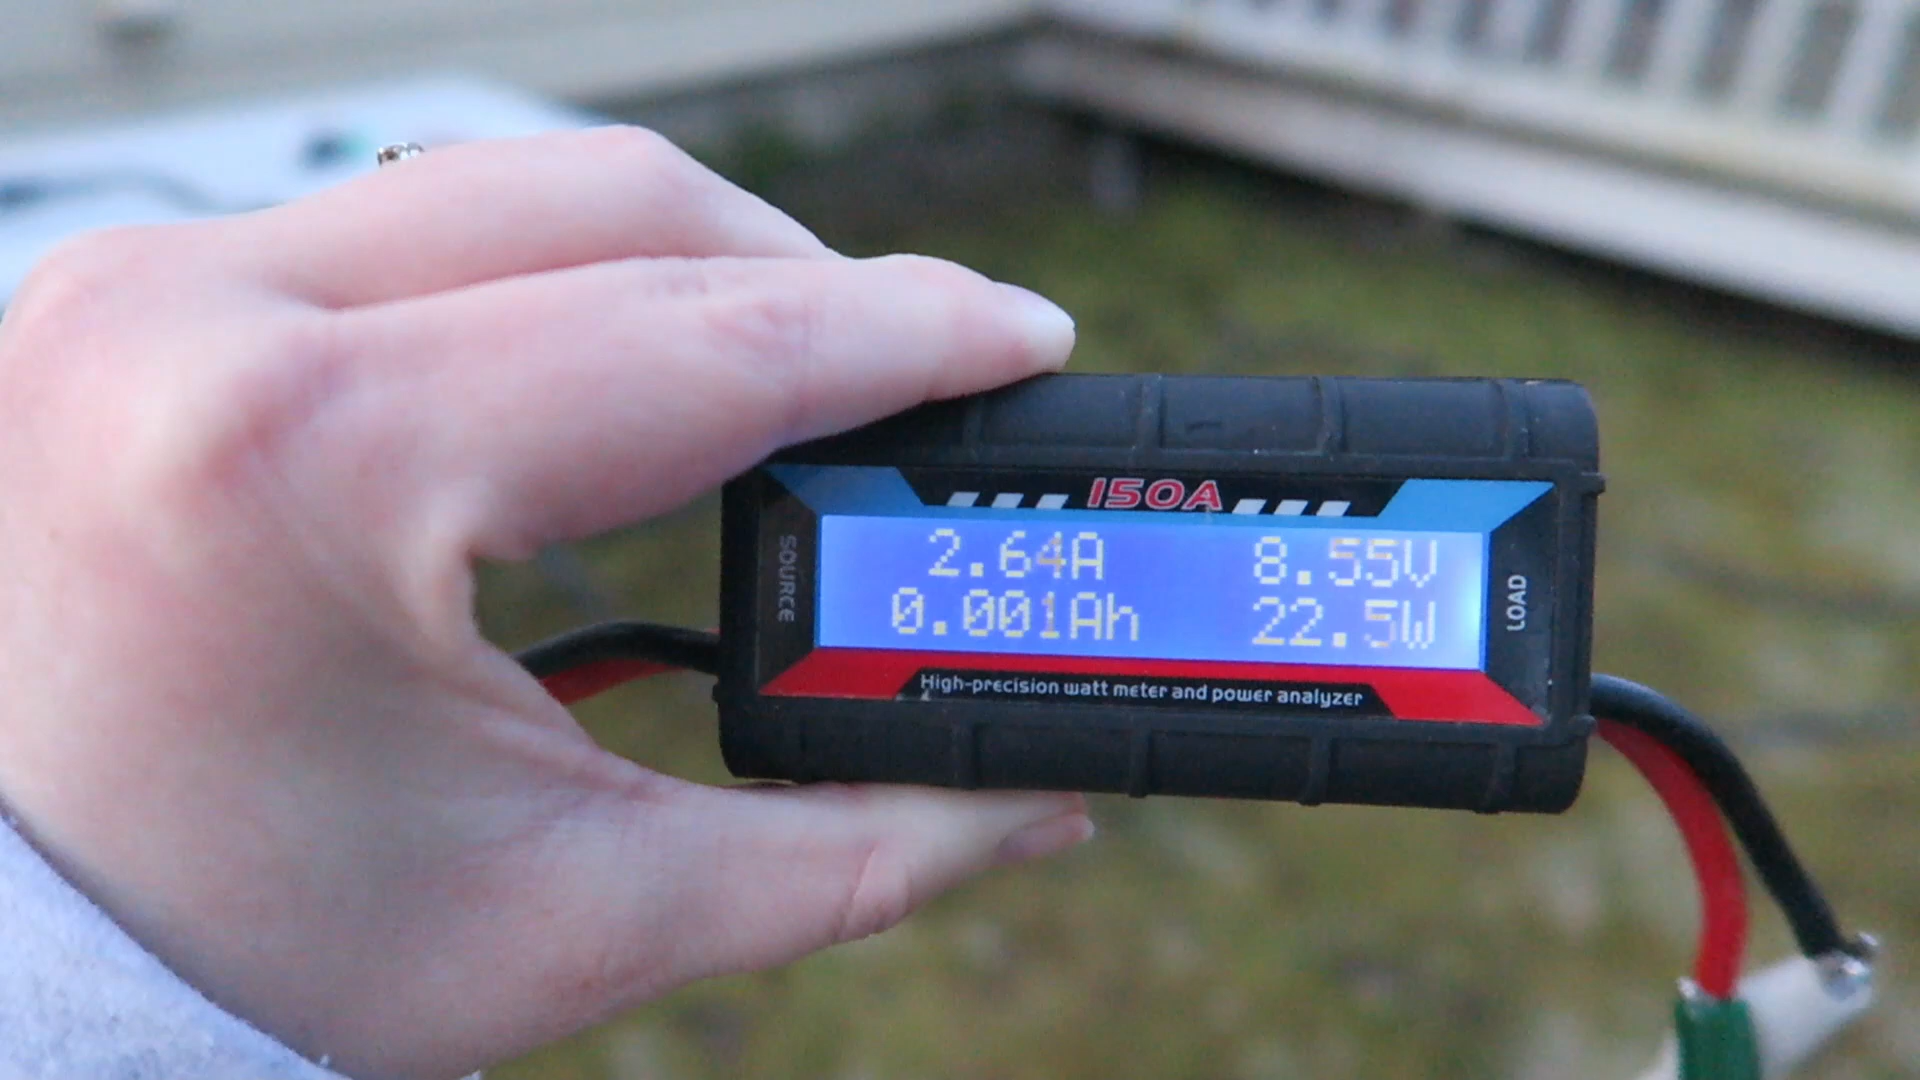 150A
SOURCE
2.64A 8.55V
0.001Ah 22.5W
LOAD
High-precision watt meter and power analyzer